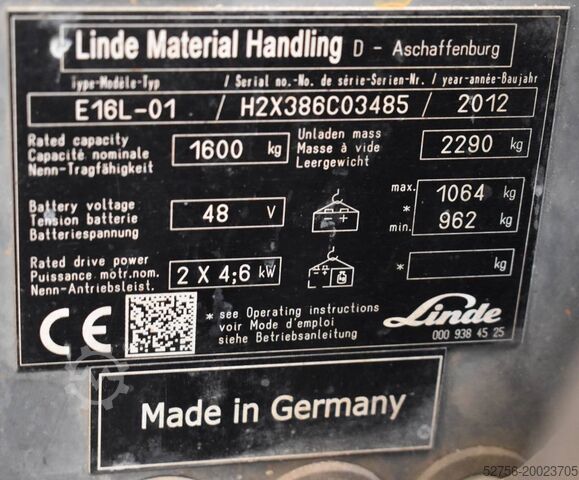 Linde Material Handling D - Aschaffenburg
Type-Modèle-Typ / Serial no.-No. de série-Serien-Nr. / year-année-Baujahr
E16L-01 / H2X386C03485 / 2012
Rated capacity
Capacité nominale
Nenn-Tragfähigkeit
1600 kg
Unladen mass
Masse à vide
Leergewicht
2290 kg
Battery voltage
Tension batterie
Batteriespannung
48 V
- +
max. 1064 kg
*
min. 962 kg
Rated drive power
Puissance motr.nom.
Nenn-Antriebsleist.
2 X 4;6 kW
- +
* kg
CE
* see Operating instructions
voir Mode d'emploi
siehe Betriebsanleitung
Linde
000 938 45 25
Made in Germany
52756-20023705